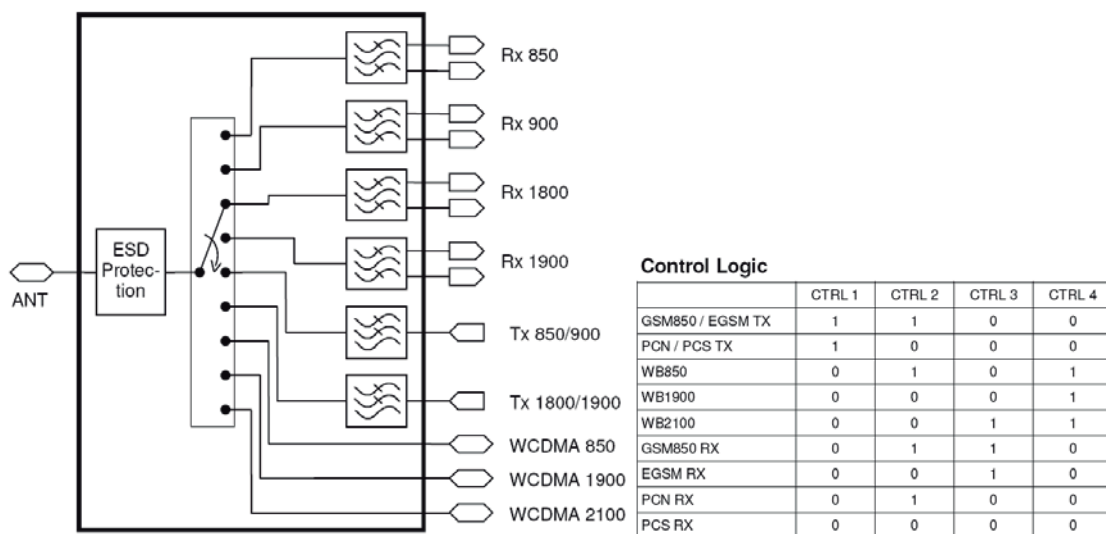 Rx 850
Rx 900
Rx 1800
Rx 1900
ESD
Protec-
tion
ANT
Tx 850/900
Tx 1800/1900
WCDMA 850
WCDMA 1900
WCDMA 2100
Control Logic
CTRL 1 CTRL 2 CTRL 3 CTRL 4
GSM850 / EGSM TX 1 1 0 0
PCN / PCS TX 1 0 0 0
WB850 0 1 0 1
WB1900 0 0 0 1
WB2100 0 0 1 1
GSM850 RX 0 1 1 0
EGSM RX 0 0 1 0
PCN RX 0 1 0 0
PCS RX 0 0 0 0